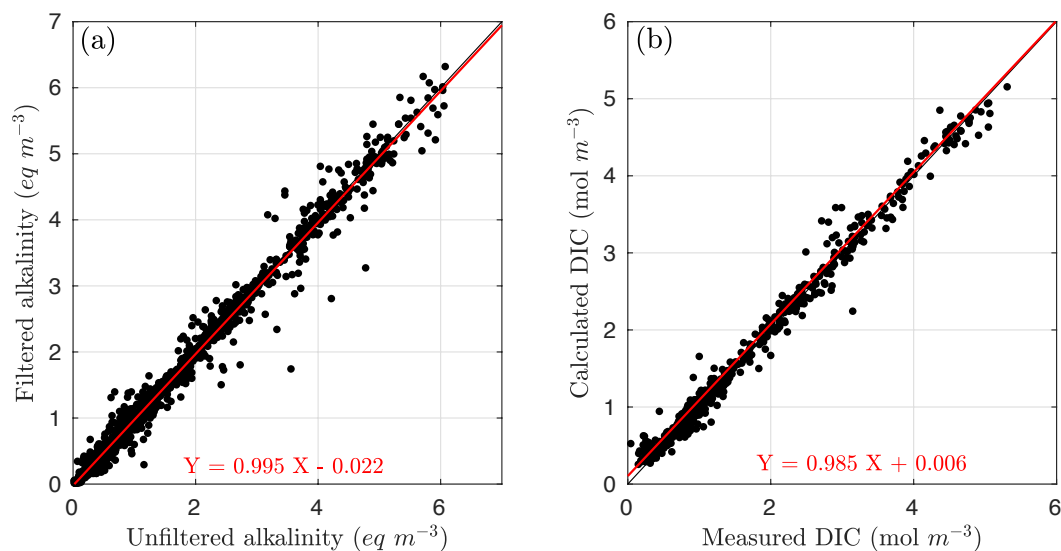 (a)
7
6
5
4
3
2
1
0
Filtered alkalinity (eq m⁻³)
Y = 0.995 X - 0.022
0 2 4 6
Unfiltered alkalinity (eq m⁻³)
(b)
6
5
4
3
2
1
0
Calculated DIC (mol m⁻³)
Y = 0.985 X + 0.006
0 2 4 6
Measured DIC (mol m⁻³)